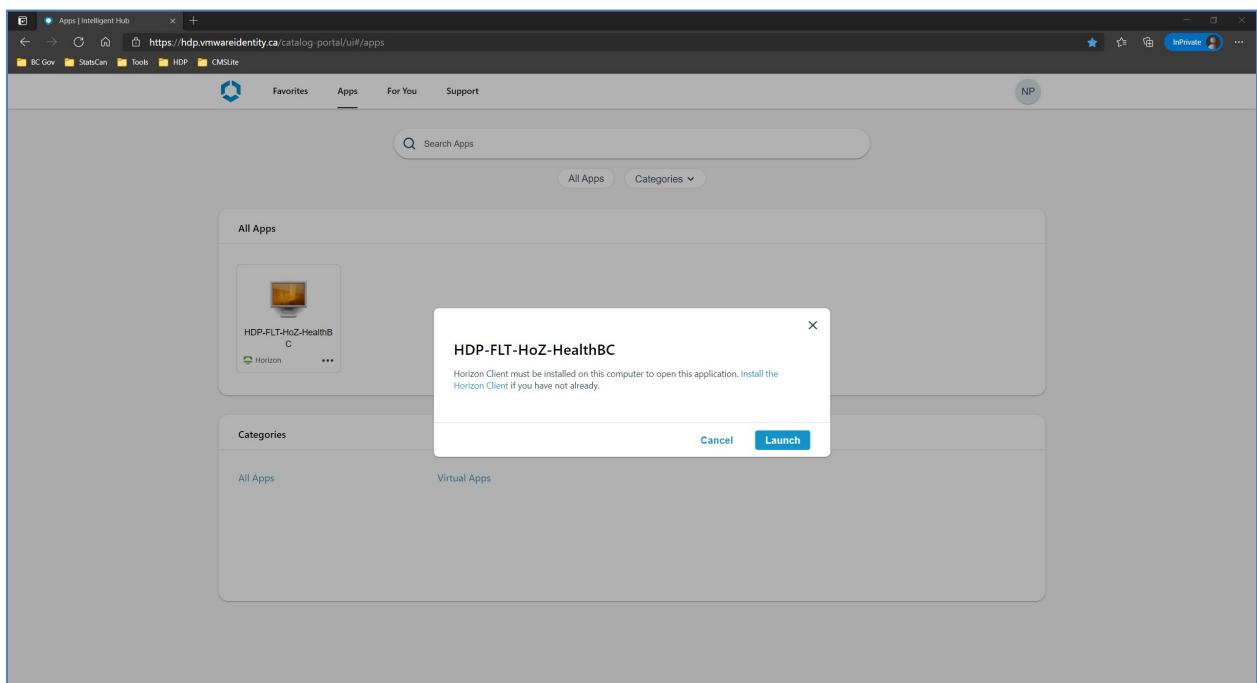 Apps | Intelligent Hub
https://hdp.vmwareidentity.ca/catalog-portal/ui#/apps
InPrivate
BC Gov StatsCan Tools HDP CMSLite
Favorites Apps For You Support
NP
Search Apps
All Apps Categories
All Apps
HDP-FLT-HoZ-HealthB
C
Horizon
HDP-FLT-HoZ-HealthBC
Horizon Client must be installed on this computer to open this application. Install the
Horizon Client if you have not already.
Cancel Launch
Categories
All Apps Virtual Apps